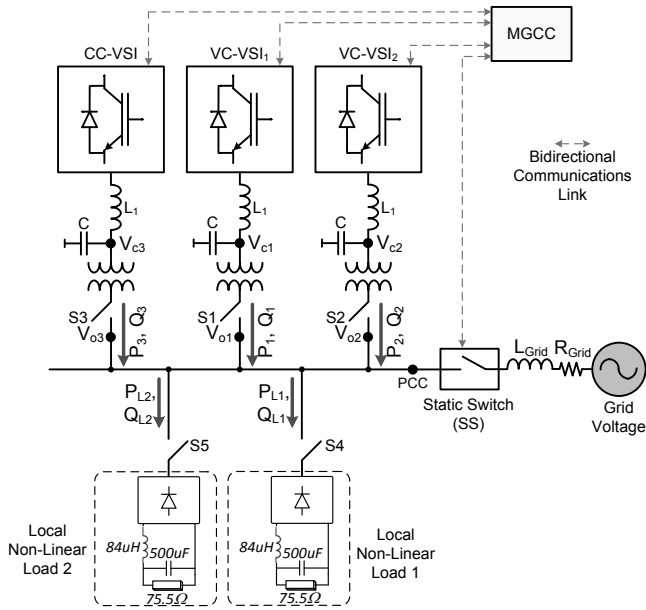 MGCC
CC-VSI
VC-VSI₁
VC-VSI₂
Bidirectional
Communications
Link
L₁
L₁
L₁
C
C
C
Vc3
Vc1
Vc2
S3
S1
S2
Vo3
Vo1
Vo2
P₃, Q₃
P₁, Q₁
P₂, Q₂
LGrid
RGrid
PCC
Static Switch
(SS)
Grid
Voltage
PL2,
QL2
PL1,
QL1
S5
S4
Local
Non-Linear
Load 2
84uH
500uF
75.5Ω
84uH
500uF
75.5Ω
Local
Non-Linear
Load 1